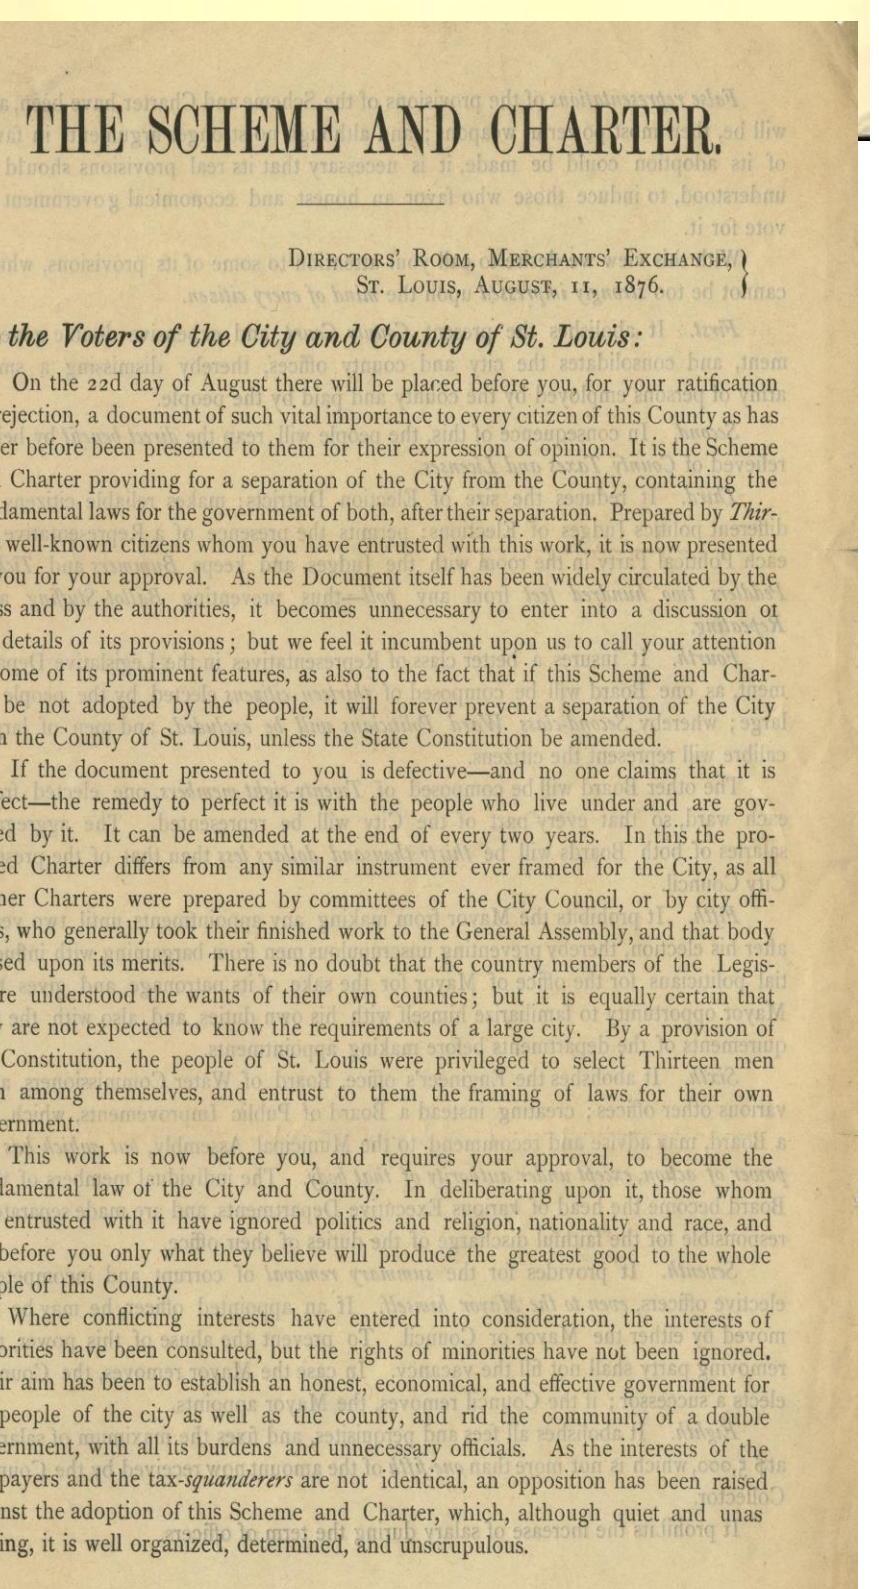 THE SCHEME AND CHARTER.
DIRECTORS' ROOM, MERCHANTS' EXCHANGE,
ST. LOUIS, AUGUST, 11, 1876.
the Voters of the City and County of St. Louis:
On the 22d day of August there will be placed before you, for your ratification
ejection, a document of such vital importance to every citizen of this County as has
er before been presented to them for their expression of opinion. It is the Scheme
Charter providing for a separation of the City from the County, containing the
damental laws for the government of both, after their separation. Prepared by Thir-
well-known citizens whom you have entrusted with this work, it is now presented
ou for your approval. As the Document itself has been widely circulated by the
ss and by the authorities, it becomes unnecessary to enter into a discussion of
details of its provisions; but we feel it incumbent upon us to call your attention
ome of its prominent features, as also to the fact that if this Scheme and Char-
be not adopted by the people, it will forever prevent a separation of the City
the County of St. Louis, unless the State Constitution be amended.
If the document presented to you is defective—and no one claims that it is
ect—the remedy to perfect it is with the people who live under and are gov-
ed by it. It can be amended at the end of every two years. In this the pro-
ed Charter differs from any similar instrument ever framed for the City, as all
er Charters were prepared by committees of the City Council, or by city offi-
s, who generally took their finished work to the General Assembly, and that body
sed upon its merits. There is no doubt that the country members of the Legis-
re understood the wants of their own counties; but it is equally certain that
are not expected to know the requirements of a large city. By a provision of
Constitution, the people of St. Louis were privileged to select Thirteen men
among themselves, and entrust to them the framing of laws for their own
ernment.
This work is now before you, and requires your approval, to become the
lamental law of the City and County. In deliberating upon it, those whom
entrusted with it have ignored politics and religion, nationality and race, and
before you only what they believe will produce the greatest good to the whole
ple of this County.
Where conflicting interests have entered into consideration, the interests of
orities have been consulted, but the rights of minorities have not been ignored.
ir aim has been to establish an honest, economical, and effective government for
people of the city as well as the county, and rid the community of a double
ernment, with all its burdens and unnecessary officials. As the interests of the
payers and the tax-squanderers are not identical, an opposition has been raised
nst the adoption of this Scheme and Charter, which, although quiet and unas
ing, it is well organized, determined, and unscrupulous.